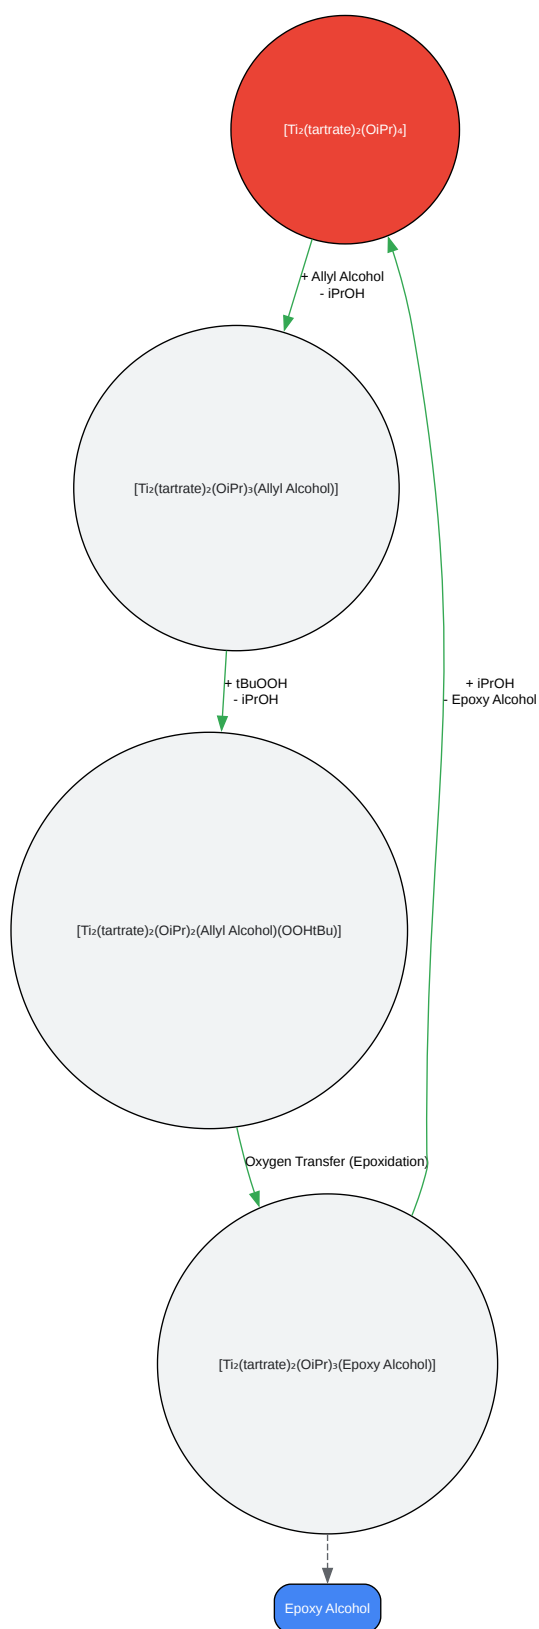 [Ti₂(tartrate)₂(OiPr)₄]
+ Allyl Alcohol
- iPrOH
[Ti₂(tartrate)₂(OiPr)₃(Allyl Alcohol)]
+ tBuOOH
- iPrOH
+ iPrOH
- Epoxy Alcohol
[Ti₂(tartrate)₂(OiPr)₂(Allyl Alcohol)(OOHtBu)]
Oxygen Transfer (Epoxidation)
[Ti₂(tartrate)₂(OiPr)₃(Epoxy Alcohol)]
Epoxy Alcohol